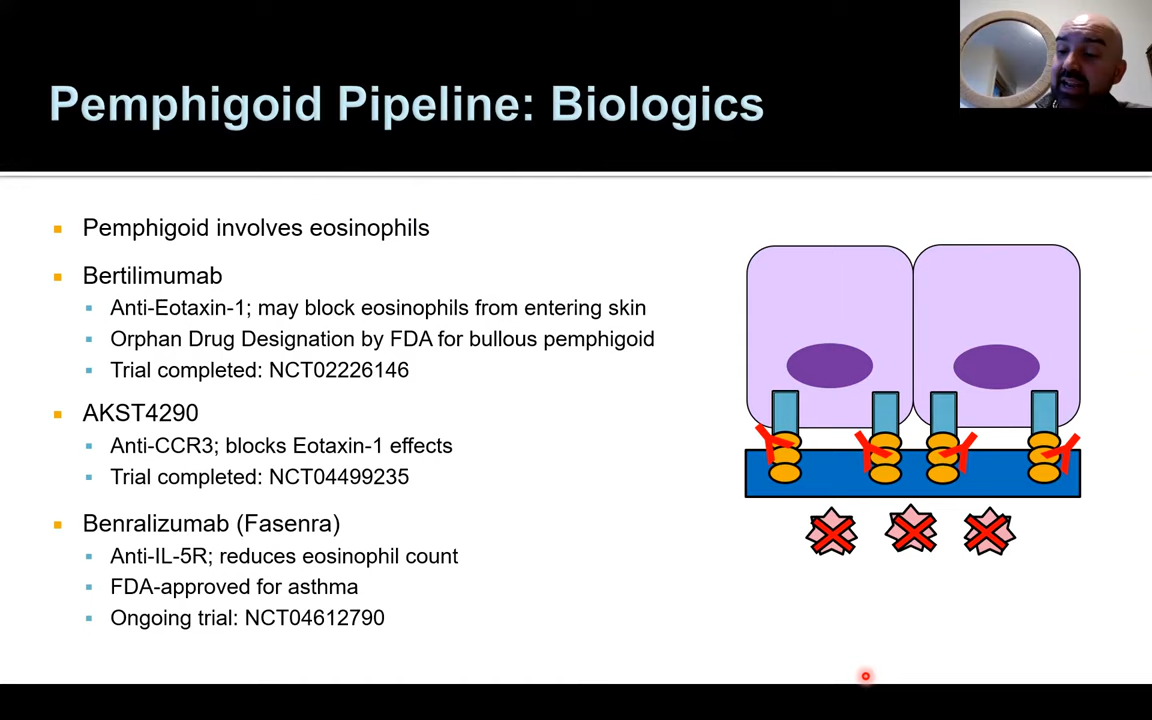 Pemphigoid Pipeline: Biologics
Pemphigoid involves eosinophils
Bertilimumab
Anti-Eotaxin-1; may block eosinophils from entering skin
Orphan Drug Designation by FDA for bullous pemphigoid
Trial completed: NCT02226146
AKST4290
Anti-CCR3; blocks Eotaxin-1 effects
Trial completed: NCT04499235
Benralizumab (Fasenra)
Anti-IL-5R; reduces eosinophil count
FDA-approved for asthma
Ongoing trial: NCT04612790